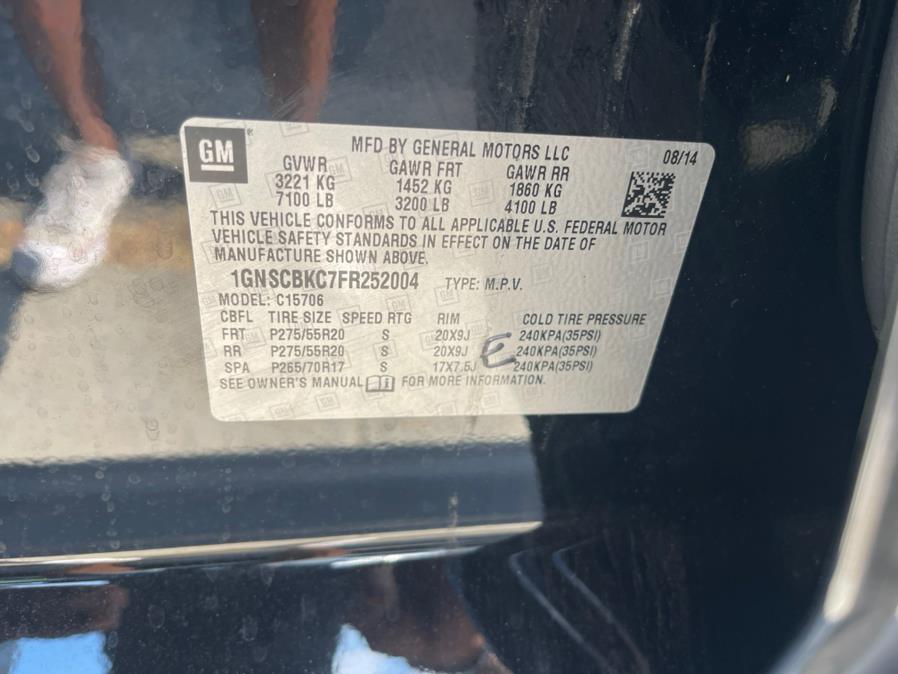 GM
MFD BY GENERAL MOTORS LLC 08/14
GVWR GAWR FRT GAWR RR
3221 KG 1452 KG 1860 KG
7100 LB 3200 LB 4100 LB
THIS VEHICLE CONFORMS TO ALL APPLICABLE U.S. FEDERAL MOTOR
VEHICLE SAFETY STANDARDS IN EFFECT ON THE DATE OF
MANUFACTURE SHOWN ABOVE.
1GNSCBKC7FR252004 TYPE: M.P.V.
MODEL: C15706
CBFL TIRE SIZE SPEED RTG RIM COLD TIRE PRESSURE
FRT P275/55R20 S 20X9J 240KPA(35PSI)
RR P275/55R20 S 20X9J E 240KPA(35PSI)
SPA P265/70R17 S 17X7.5J 240KPA(35PSI)
SEE OWNER'S MANUAL FOR MORE INFORMATION.